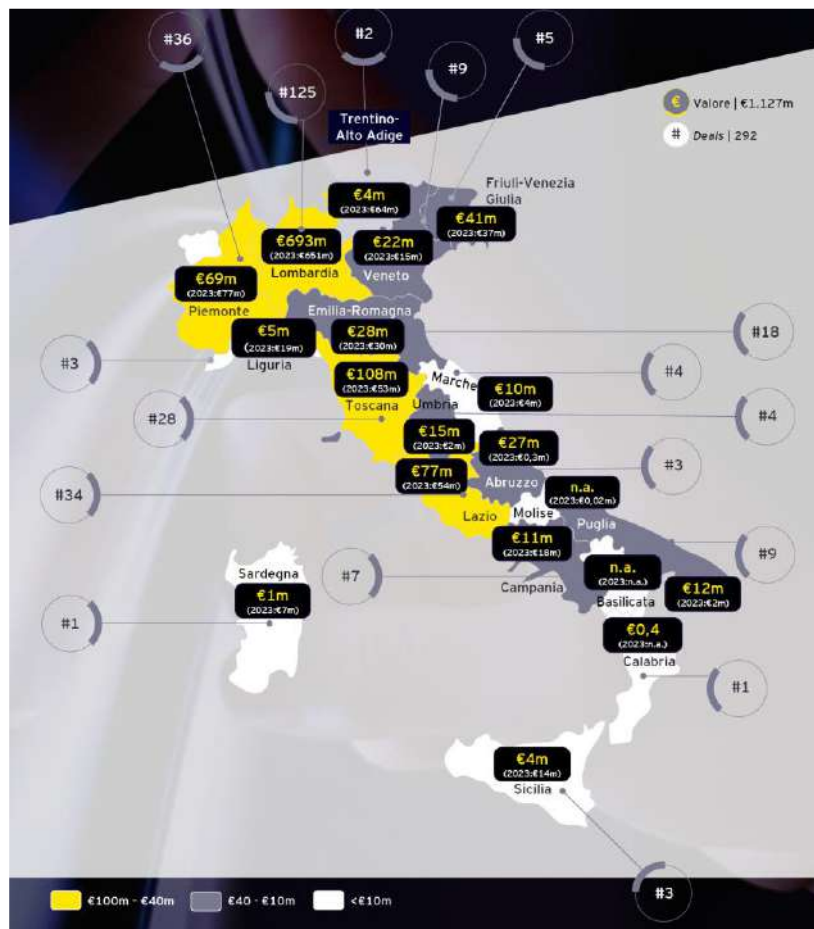 #36
#2
#5
#9
#125
€ Valore | €1.127m
# Deals | 292
Trentino-
Alto Adige
€4m
(2023:€64m)
Friuli-Venezia
Giulia
€41m
(2023:€37m)
€693m
(2023:€651m)
Lombardia
€22m
(2023:€15m)
Veneto
€69m
(2023:€77m)
Piemonte
Emilia-Romagna
€28m
(2023:€30m)
€5m
(2023:€19m)
Liguria
#18
#3
€108m
(2023:€53m)
Toscana
Marche
#4
€10m
(2023:€4m)
Umbria
#28
#4
€15m
(2023:€2m)
€27m
(2023:€0,3m)
Abruzzo
#3
€77m
(2023:€54m)
Lazio
#34
n.a.
(2023:€0,02m)
Molise
Puglia
€11m
(2023:€18m)
Campania
#9
#7
n.a.
(2023:n.a.)
Basilicata
€12m
(2023:€2m)
Sardegna
€1m
(2023:€7m)
#1
€0,4
(2023:n.a.)
Calabria
#1
€4m
(2023:€14m)
Sicilia
#3
€100m - €40m
€40 - €10m
<€10m